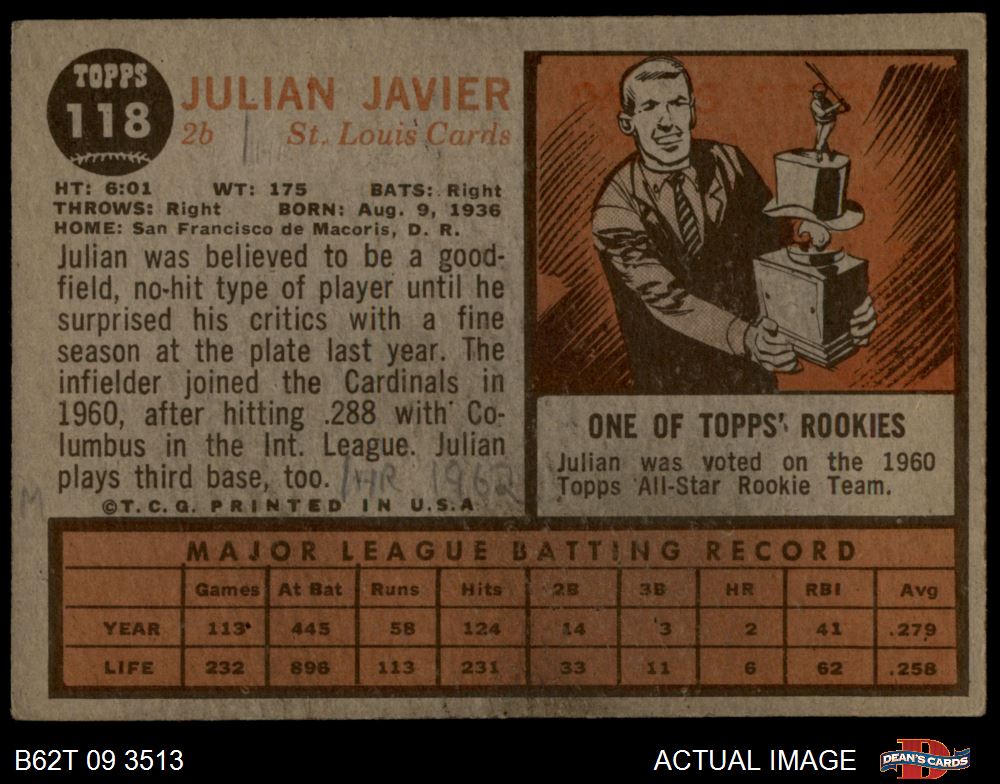 TOPPS
118
JULIAN JAVIER
2b St. Louis Cards
HT: 6:01 WT: 175 BATS: Right
THROWS: Right BORN: Aug. 9, 1936
HOME: San Francisco de Macoris, D. R.
Julian was believed to be a good-
field, no-hit type of player until he
surprised his critics with a fine
season at the plate last year. The
infielder joined the Cardinals in
1960, after hitting .288 with Co-
lumbus in the Int. League. Julian
plays third base, too.
1HR 1962
M
©T. C. G. PRINTED IN U.S.A
ONE OF TOPPS' ROOKIES
Julian was voted on the 1960
Topps All-Star Rookie Team.
MAJOR LEAGUE BATTING RECORD
Games At Bat Runs Hits 2B 3B HR RBI Avg
YEAR 113 445 58 124 14 3 2 41 .279
LIFE 232 896 113 231 33 11 6 62 .258
B62T 09 3513 ACTUAL IMAGE
DEAN'S CARDS